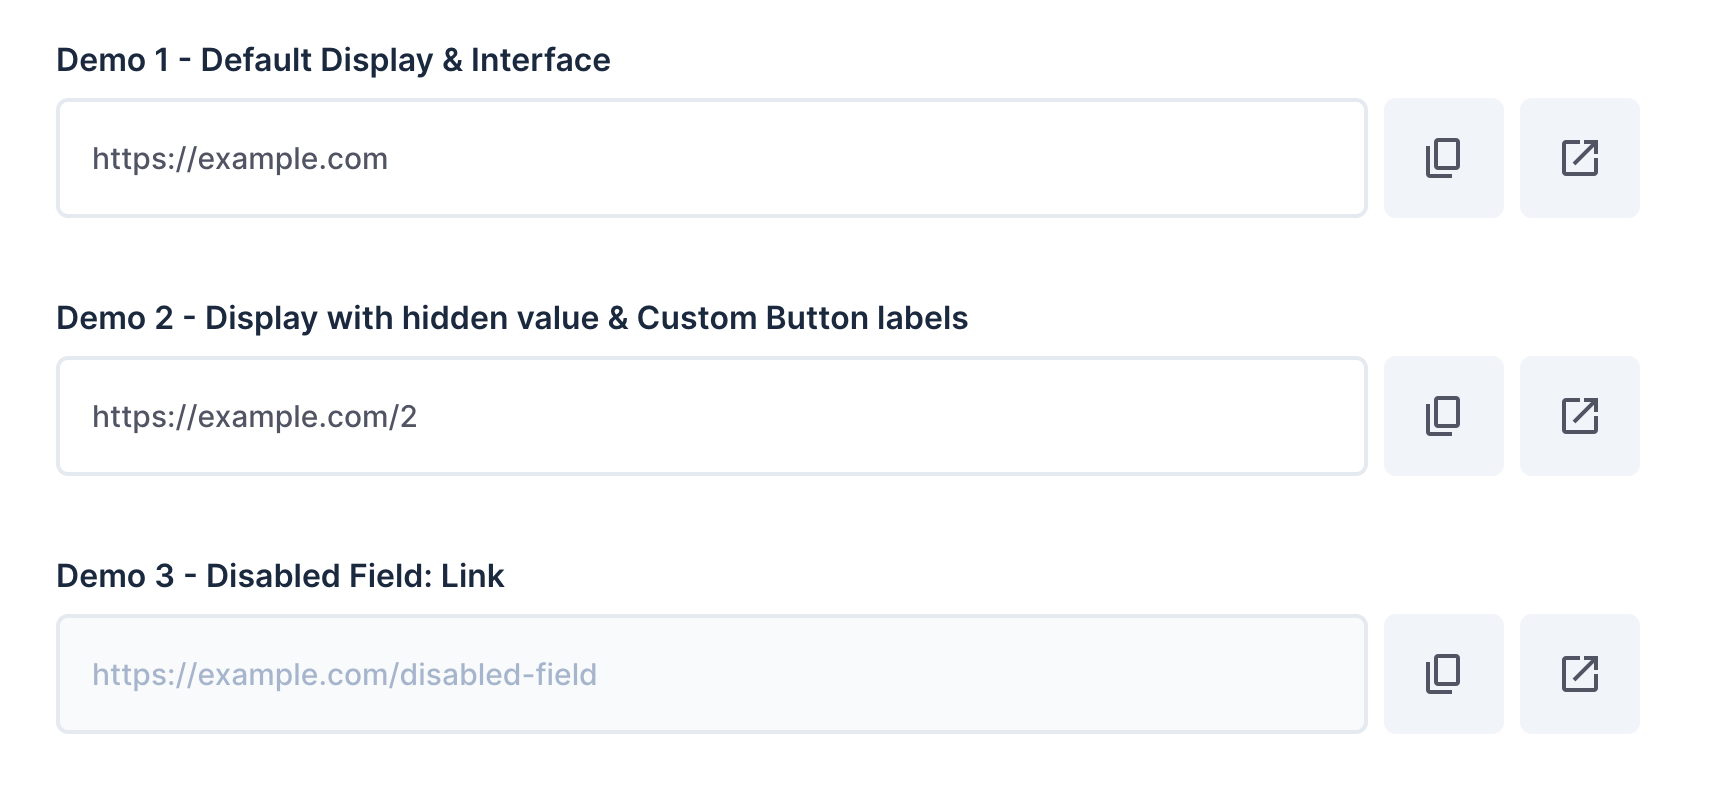 Demo 1 - Default Display & Interface
https://example.com
Demo 2 - Display with hidden value & Custom Button labels
https://example.com/2
Demo 3 - Disabled Field: Link
https://example.com/disabled-field